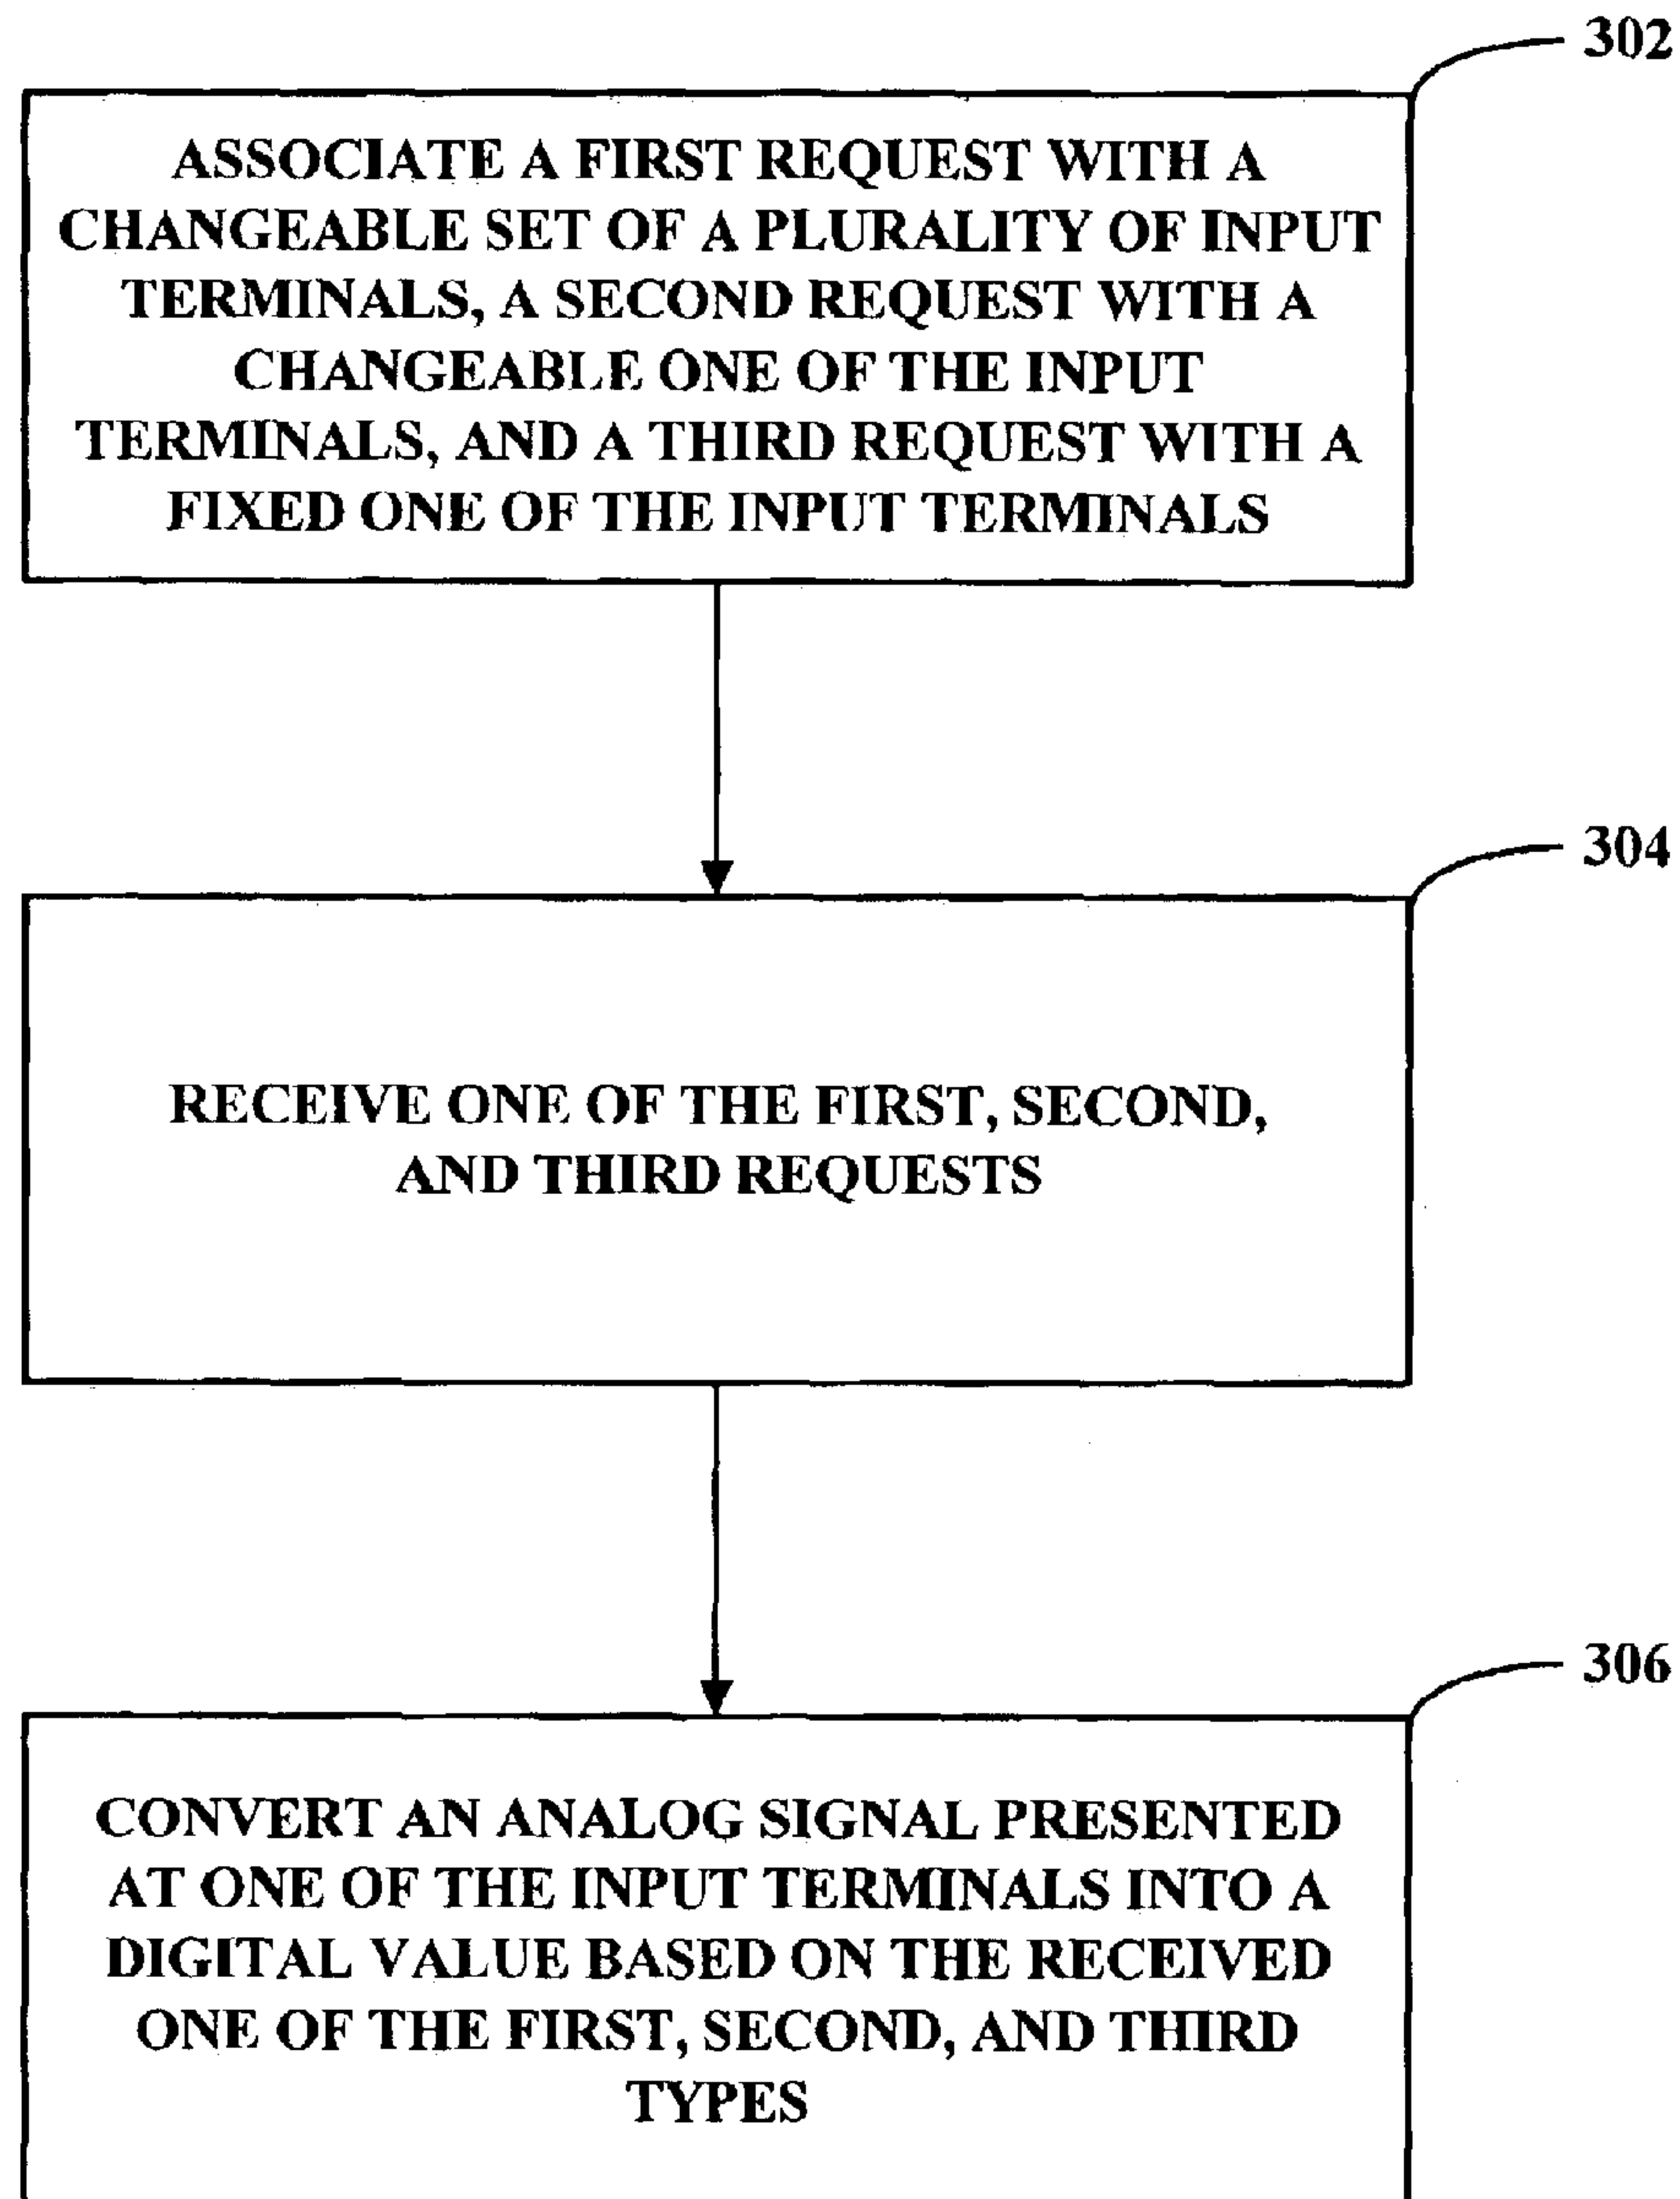 302
ASSOCIATE A FIRST REQUEST WITH A
CHANGEABLE SET OF A PLURALITY OF INPUT
TERMINALS, A SECOND REQUEST WITH A
CHANGEABLE ONE OF THE INPUT
TERMINALS, AND A THIRD REQUEST WITH A
FIXED ONE OF THE INPUT TERMINALS
304
RECEIVE ONE OF THE FIRST, SECOND,
AND THIRD REQUESTS
306
CONVERT AN ANALOG SIGNAL PRESENTED
AT ONE OF THE INPUT TERMINALS INTO A
DIGITAL VALUE BASED ON THE RECEIVED
ONE OF THE FIRST, SECOND, AND THIRD
TYPES